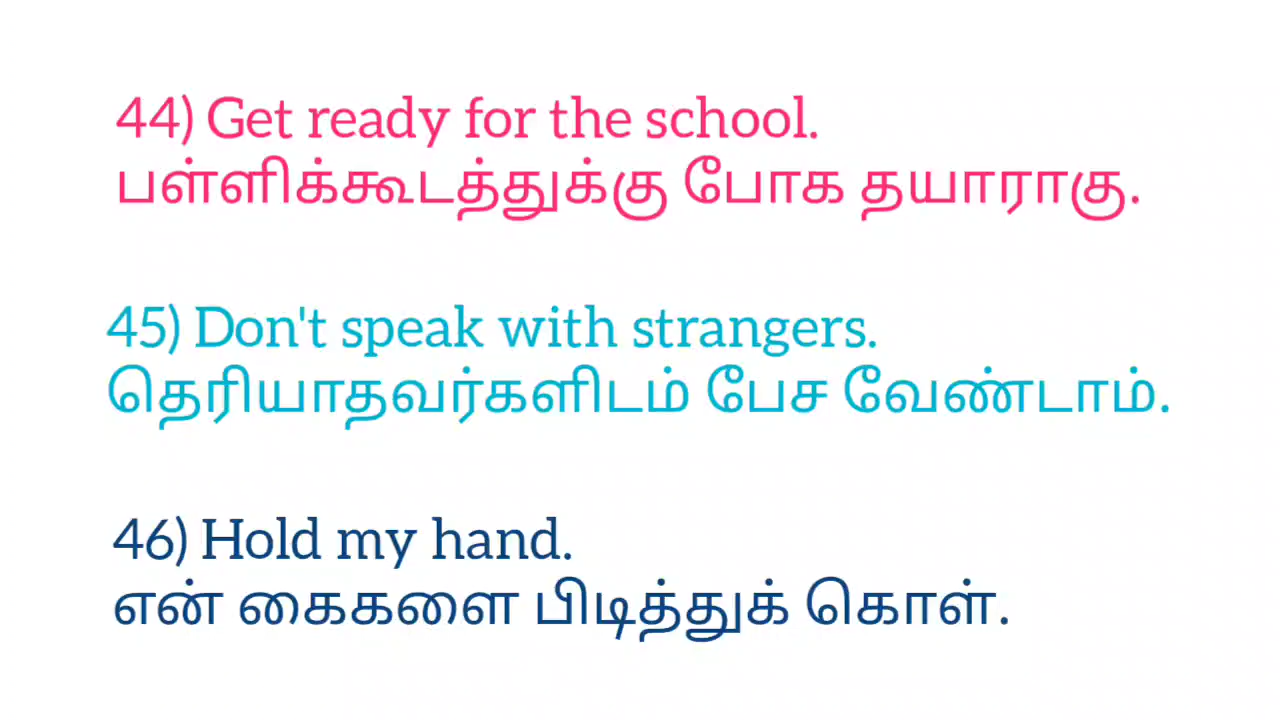 44) Get ready for the school.
பள்ளிக்கூடத்துக்கு போக தயாராகு.
45) Don't speak with strangers.
தெரியாதவர்களிடம் பேச வேண்டாம்.
46) Hold my hand.
என் கைகளை பிடித்துக் கொள்.